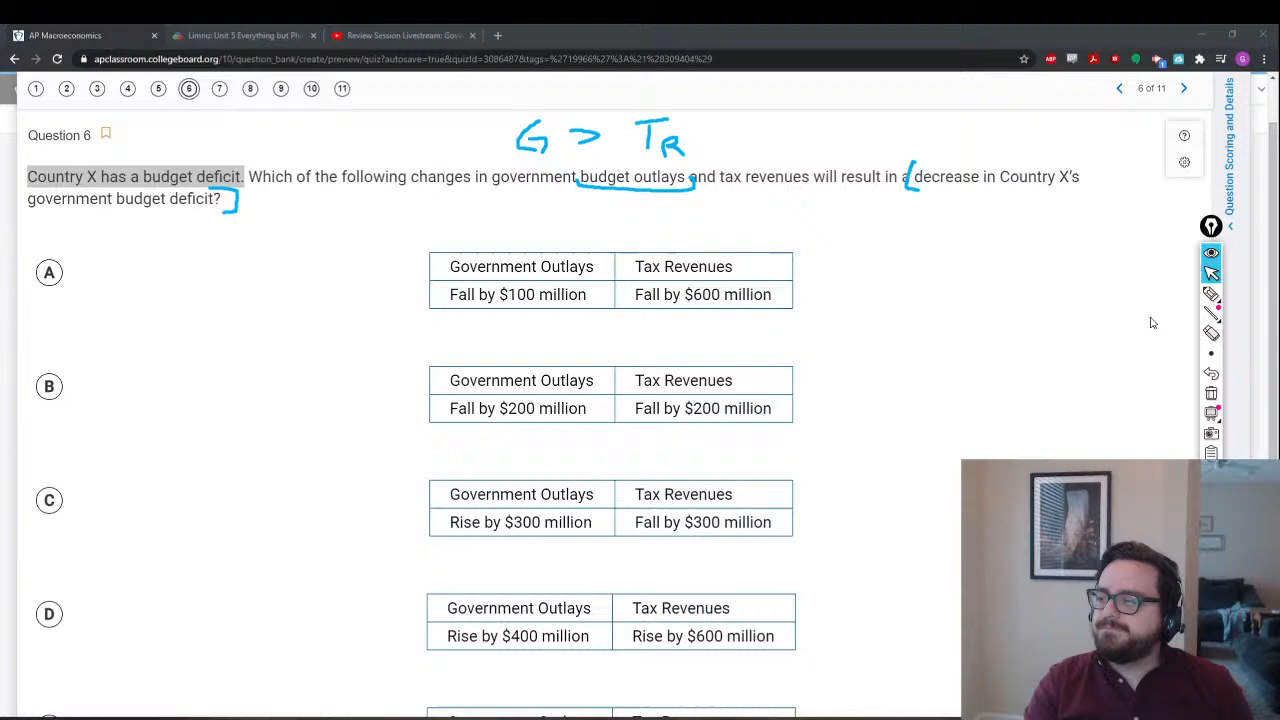 AP Macroeconomics
Limnu: Unit 5 Everything but Ph
Review Session Livestream: Gov
apclassroom.collegeboard.org/10/question_bank/create/preview/quiz?autosave=true&quizId=3086487&tags=%2719966%27%3A%21%28309404%29
1 2 3 4 5 6 7 8 9 10 11
6 of 11
Question 6
G > TR
Country X has a budget deficit. Which of the following changes in government budget outlays and tax revenues will result in a decrease in Country X's
government budget deficit?
Question Scoring and Details
A
Government Outlays Tax Revenues
Fall by $100 million Fall by $600 million
B
Government Outlays Tax Revenues
Fall by $200 million Fall by $200 million
C
Government Outlays Tax Revenues
Rise by $300 million Fall by $300 million
D
Government Outlays Tax Revenues
Rise by $400 million Rise by $600 million